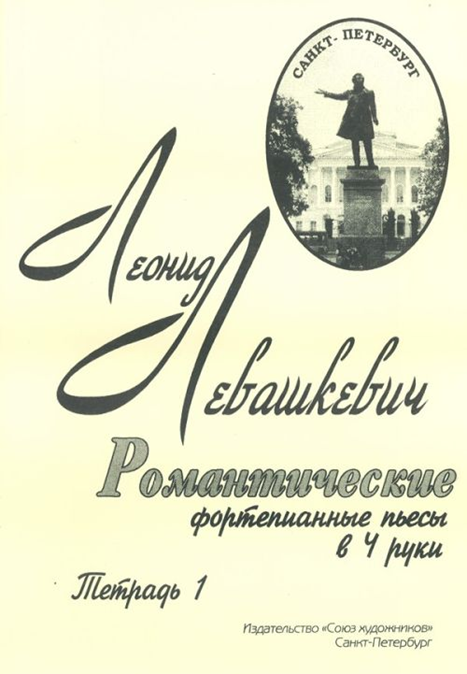 САНКТ-ПЕТЕРБУРГ
Леонид
Левашкевич
Романтические
фортепианные пьесы
в 4 руки
Тетрадь 1
Издательство «Союз художников»
Санкт-Петербург